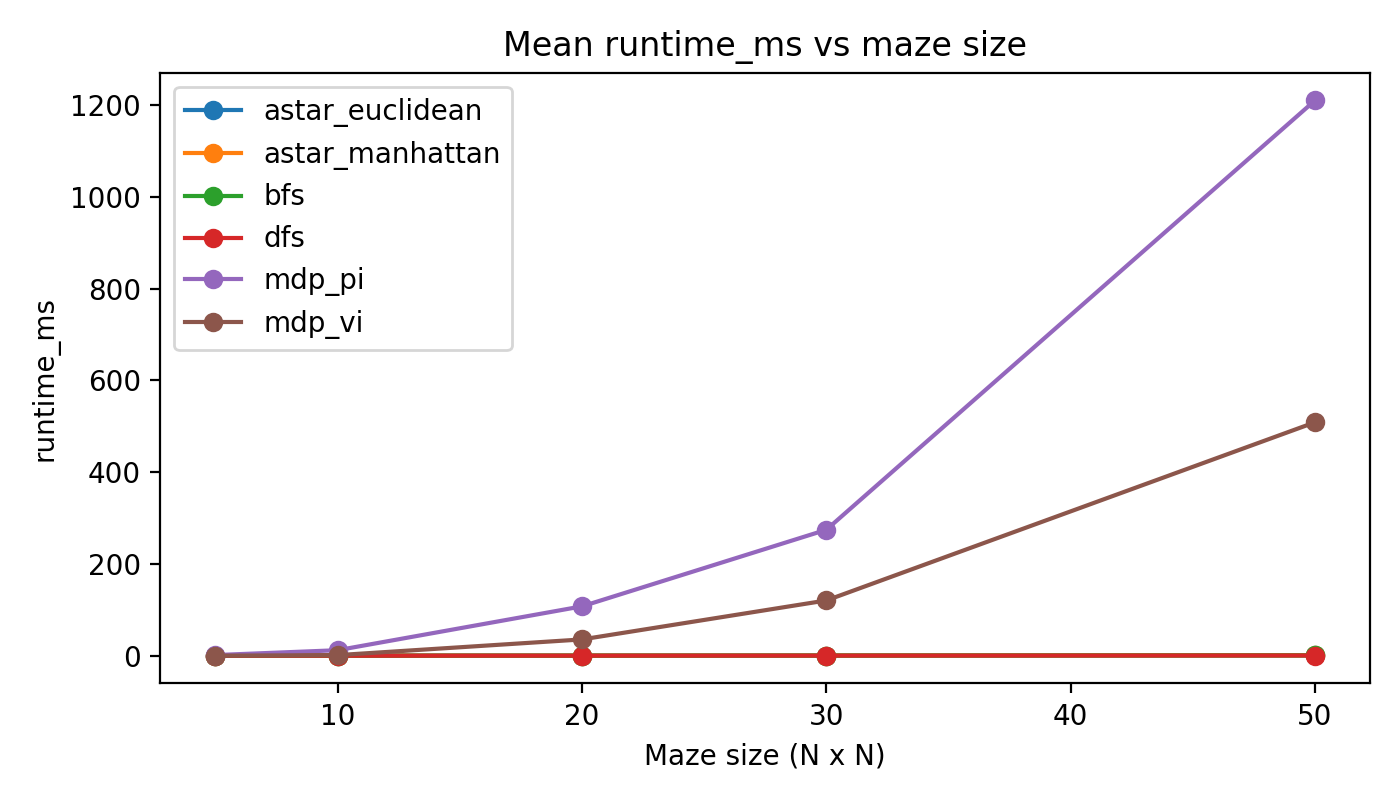 Mean runtime_ms vs maze size
astar_euclidean
astar_manhattan
bfs
dfs
mdp_pi
mdp_vi
runtime_ms
1200
1000
800
600
400
200
0
10 20 30 40 50
Maze size (N x N)